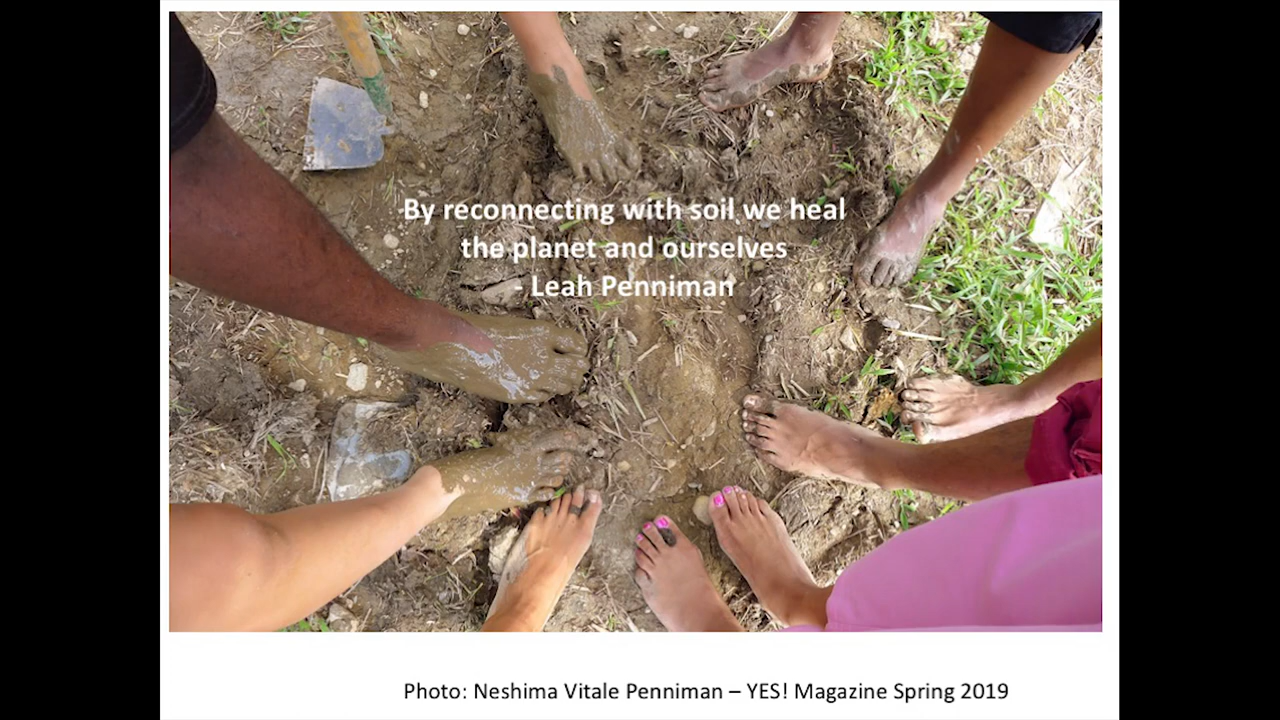 By reconnecting with soil we heal
the planet and ourselves
- Leah Penniman
Photo: Neshima Vitale Penniman – YES! Magazine Spring 2019